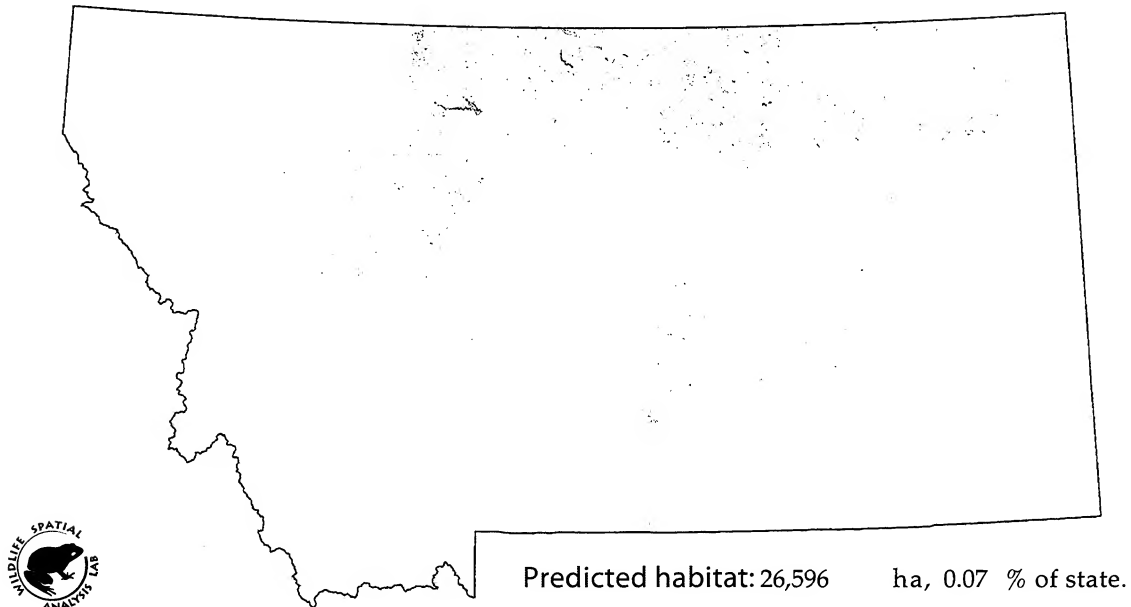 WILDLIFE SPATIAL ANALYSIS LAB
Predicted habitat: 26,596 ha, 0.07 % of state.